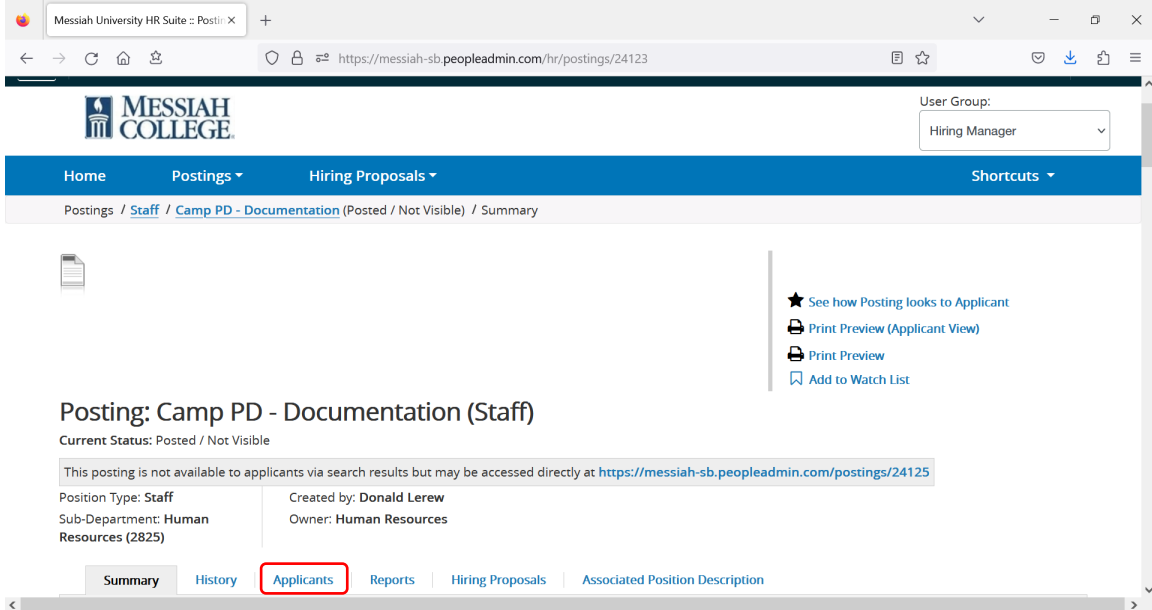 Messiah University HR Suite :: Postin
https://messiah-sb.peopleadmin.com/hr/postings/24123
MESSIAH
COLLEGE
User Group:
Hiring Manager
Home Postings Hiring Proposals Shortcuts
Postings / Staff / Camp PD - Documentation (Posted / Not Visible) / Summary
See how Posting looks to Applicant
Print Preview (Applicant View)
Print Preview
Add to Watch List
Posting: Camp PD - Documentation (Staff)
Current Status: Posted / Not Visible
This posting is not available to applicants via search results but may be accessed directly at https://messiah-sb.peopleadmin.com/postings/24125
Position Type: Staff
Sub-Department: Human
Resources (2825)
Created by: Donald Lerew
Owner: Human Resources
Summary History Applicants Reports Hiring Proposals Associated Position Description